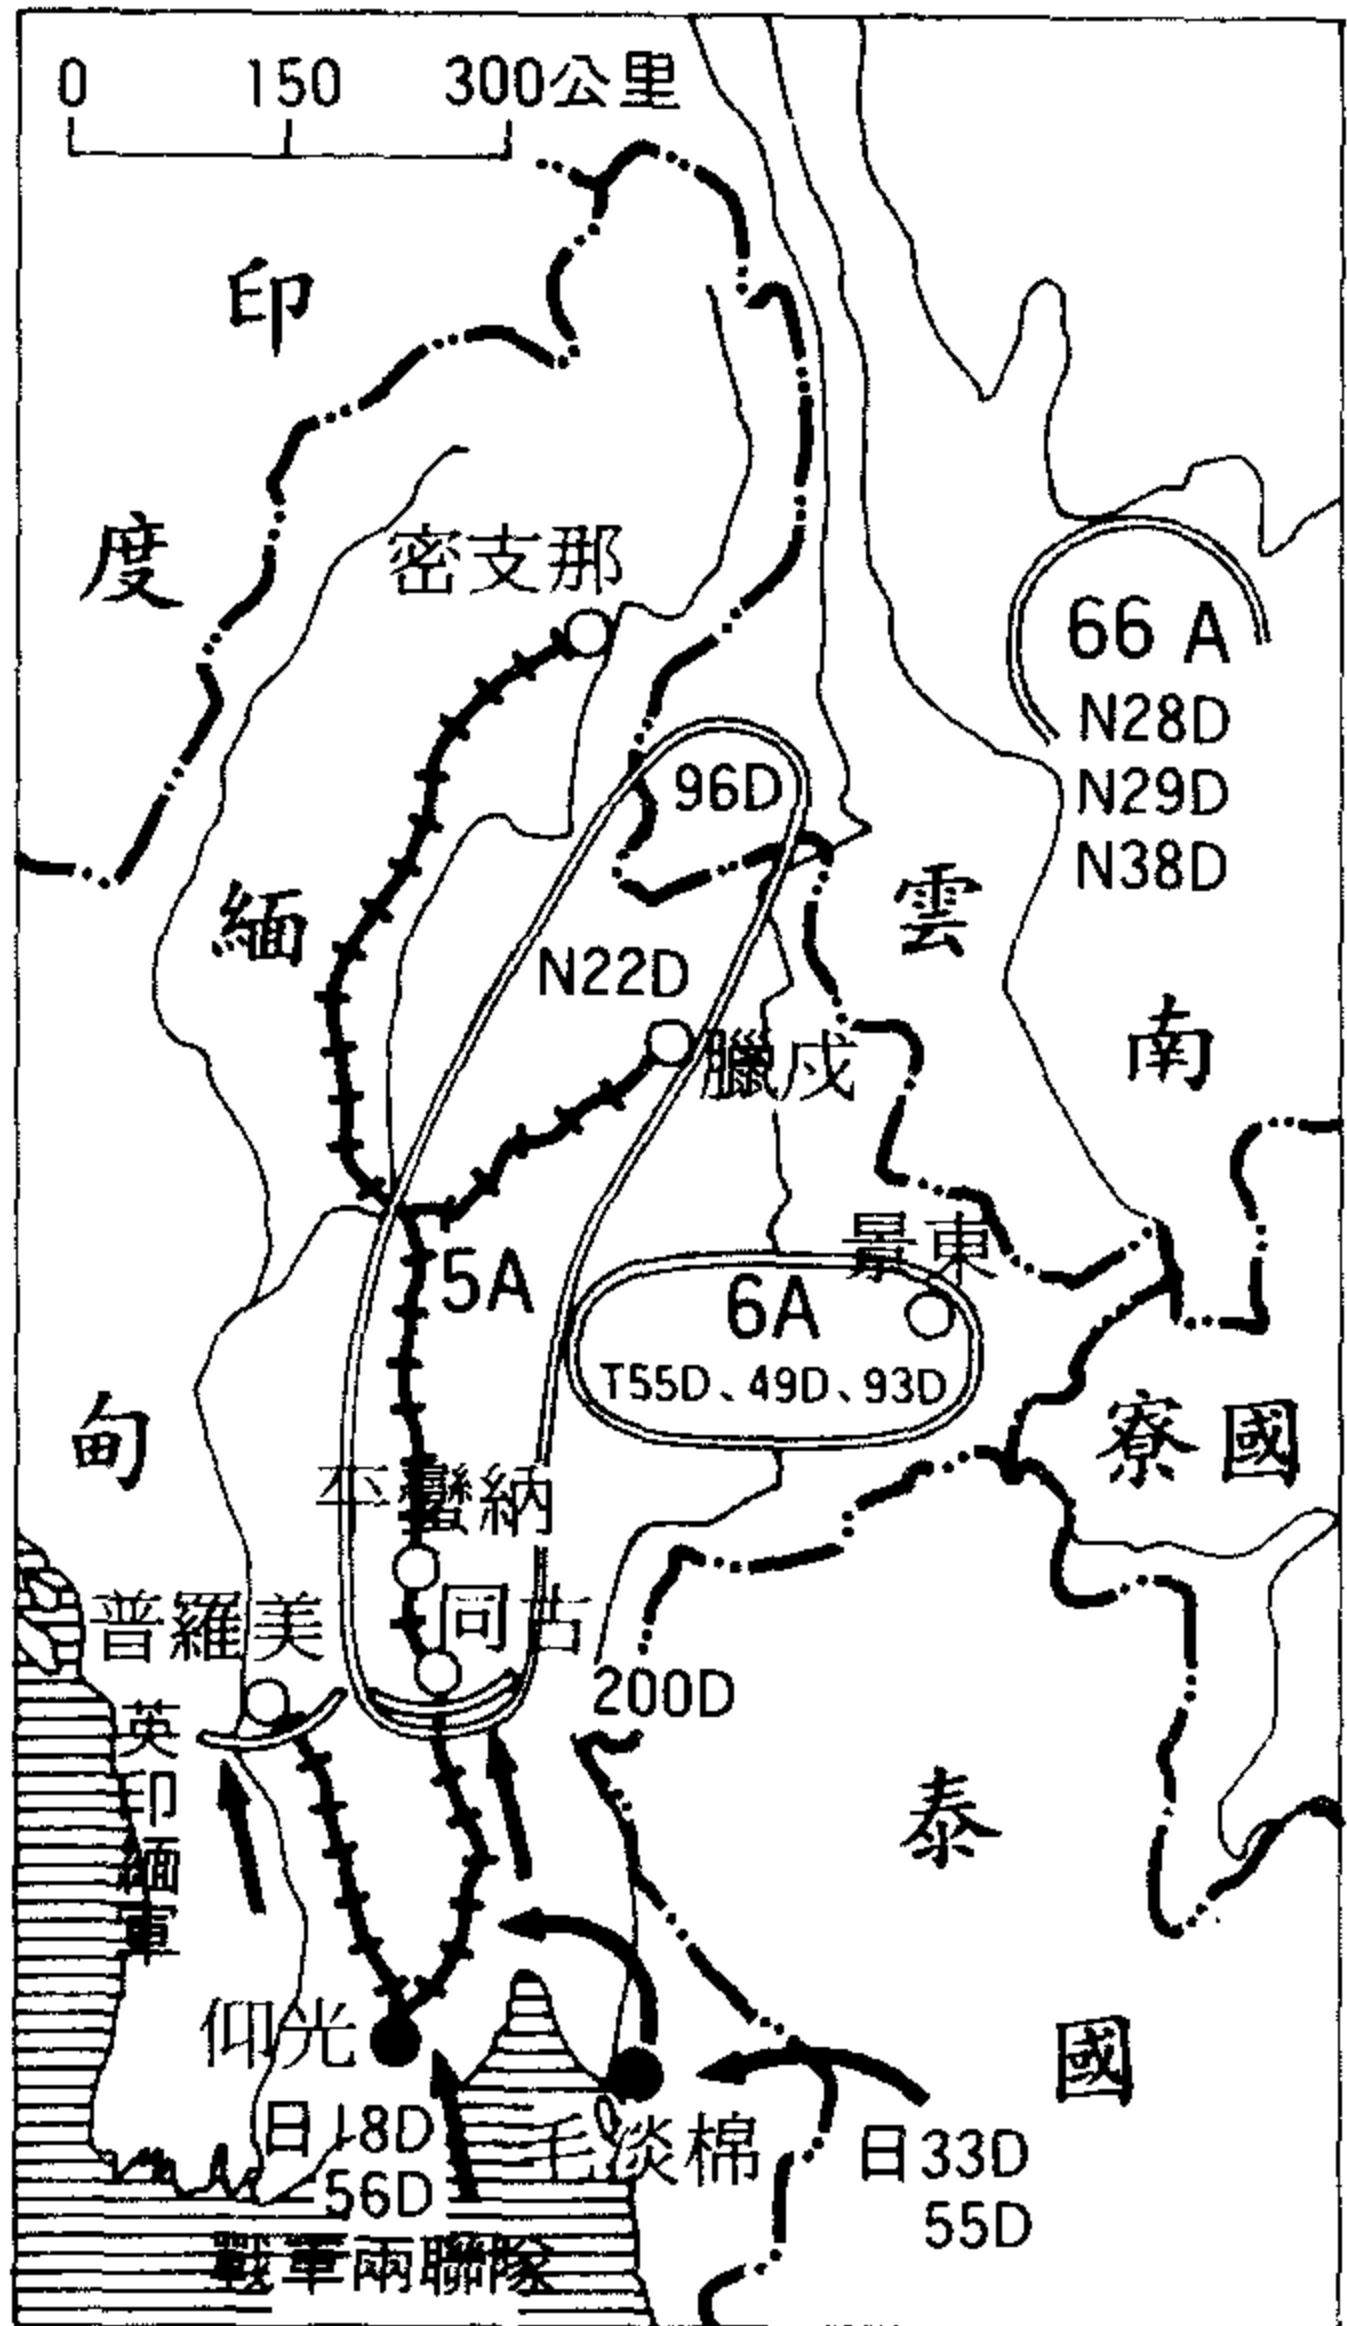 0 150 300公里
印
度
密支那
66 A
N28D
N29D
N38D
96D
緬
雲
N22D
臘戍
南
景東
5A
6A
T55D、49D、93D
甸
寮國
平蠻納
普羅美
同古
200D
英
印
緬
軍
泰
仰光
國
日18D
56D
毛淡棉
日33D
55D
戰車兩聯隊